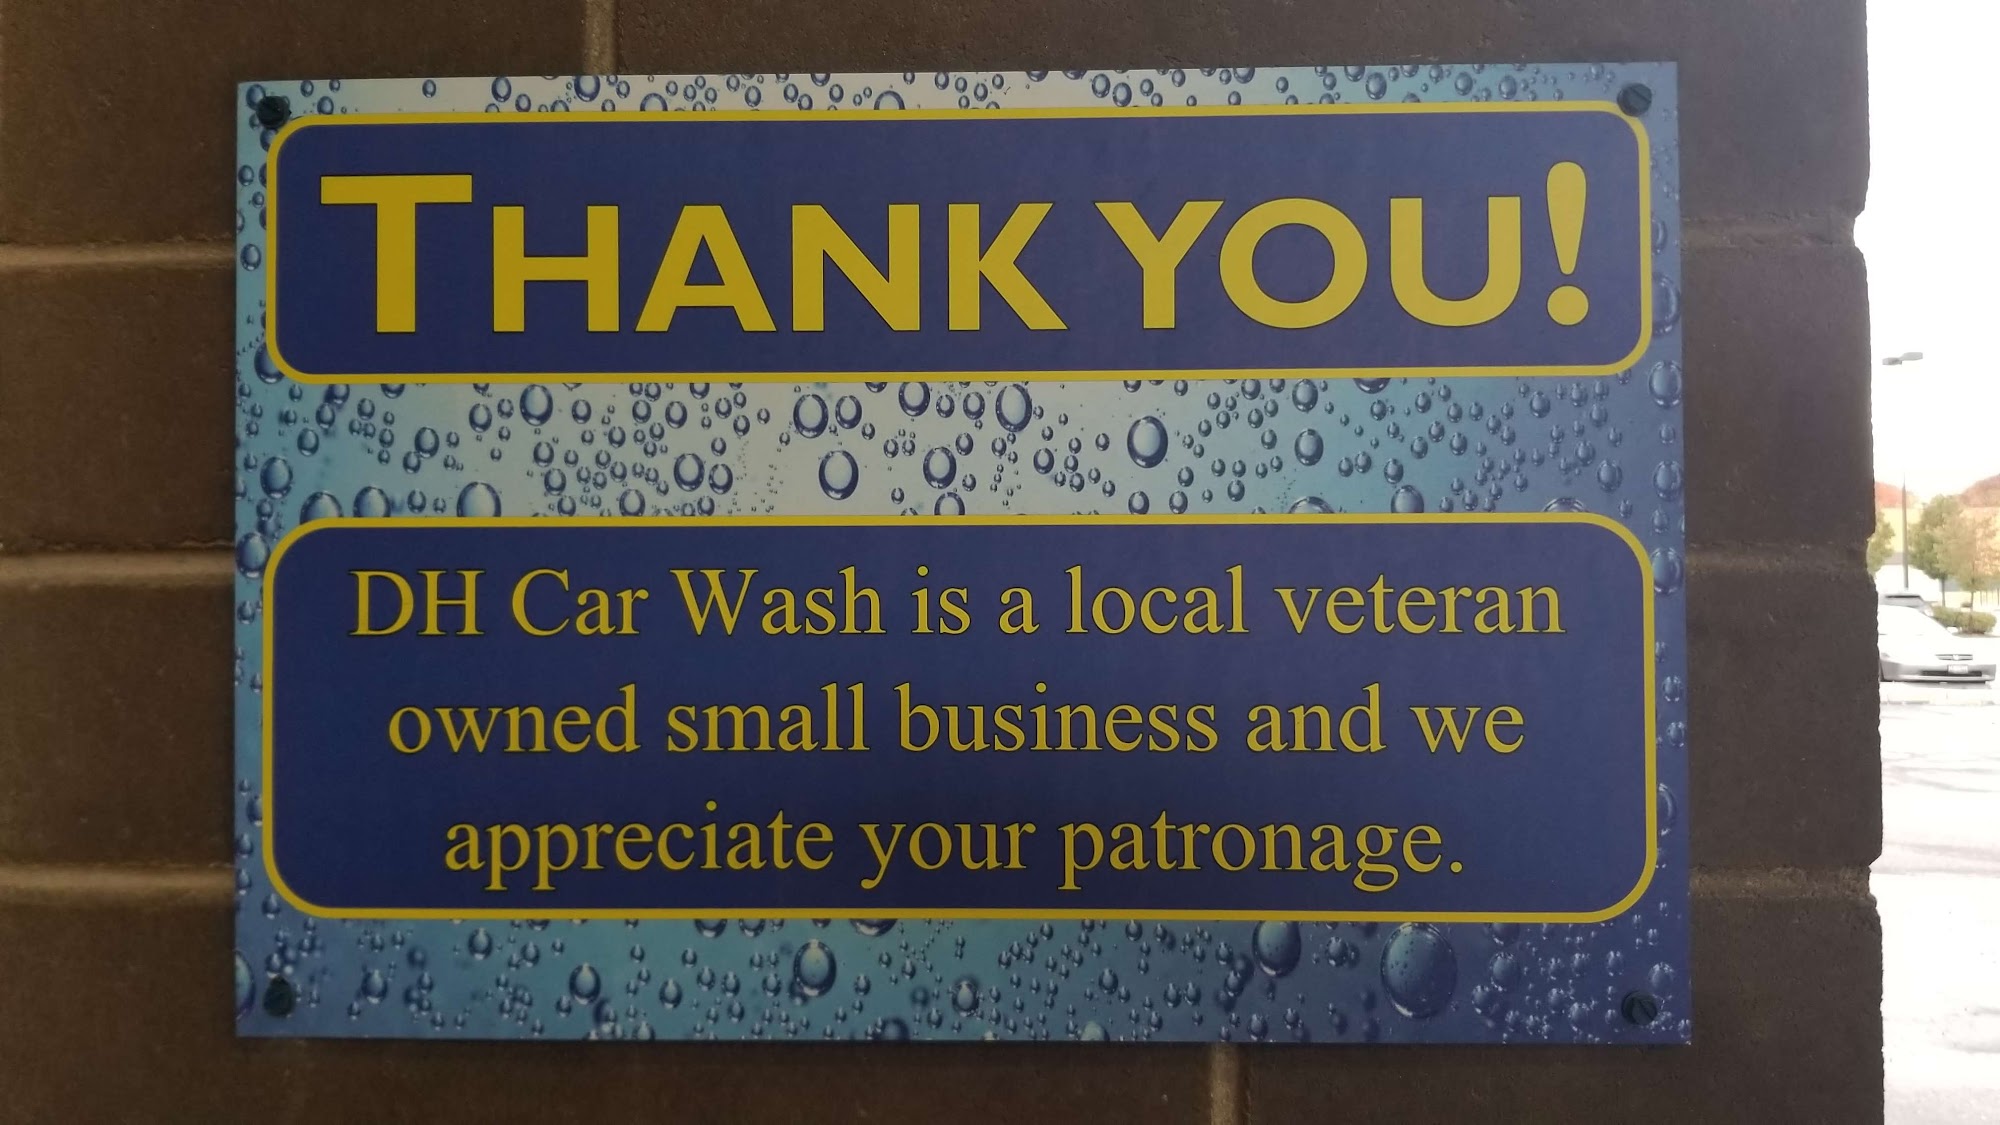 THANK YOU!
DH Car Wash is a local veteran
owned small business and we
appreciate your patronage.